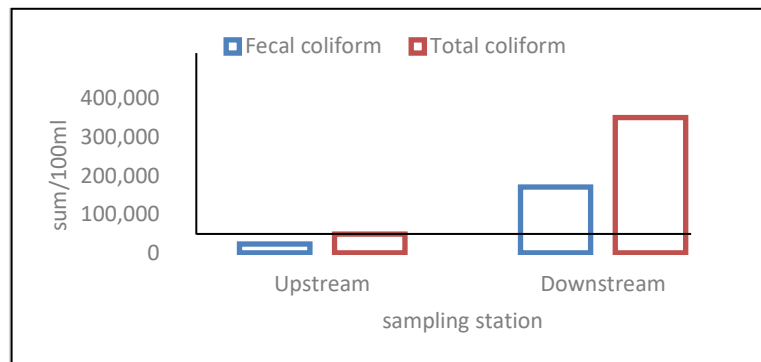 Fecal coliform Total coliform
400,000
300,000
200,000
100,000
0
sum/100ml
Upstream Downstream
sampling station